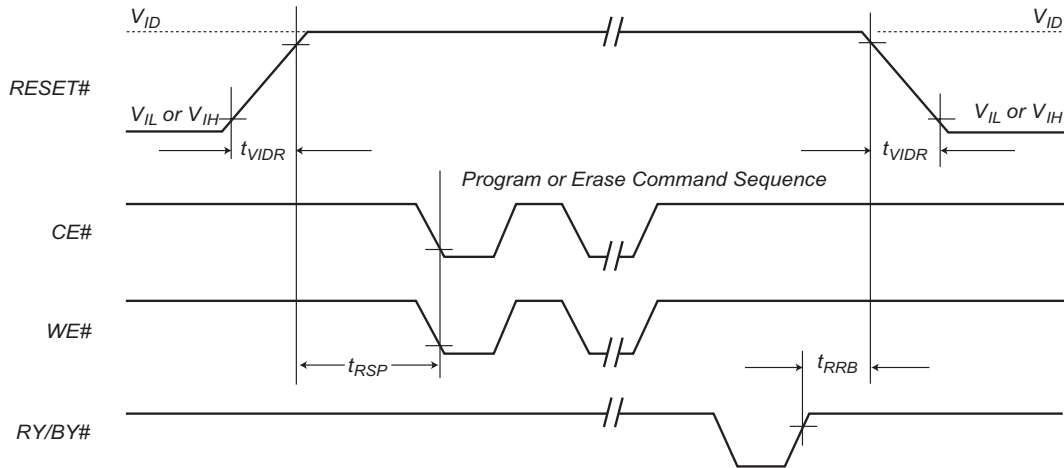 V_ID V_ID
RESET#
V_IL or V_IH V_IL or V_IH
t_VIDR t_VIDR
Program or Erase Command Sequence
CE#
WE#
t_RSP t_RRB
RY/BY#